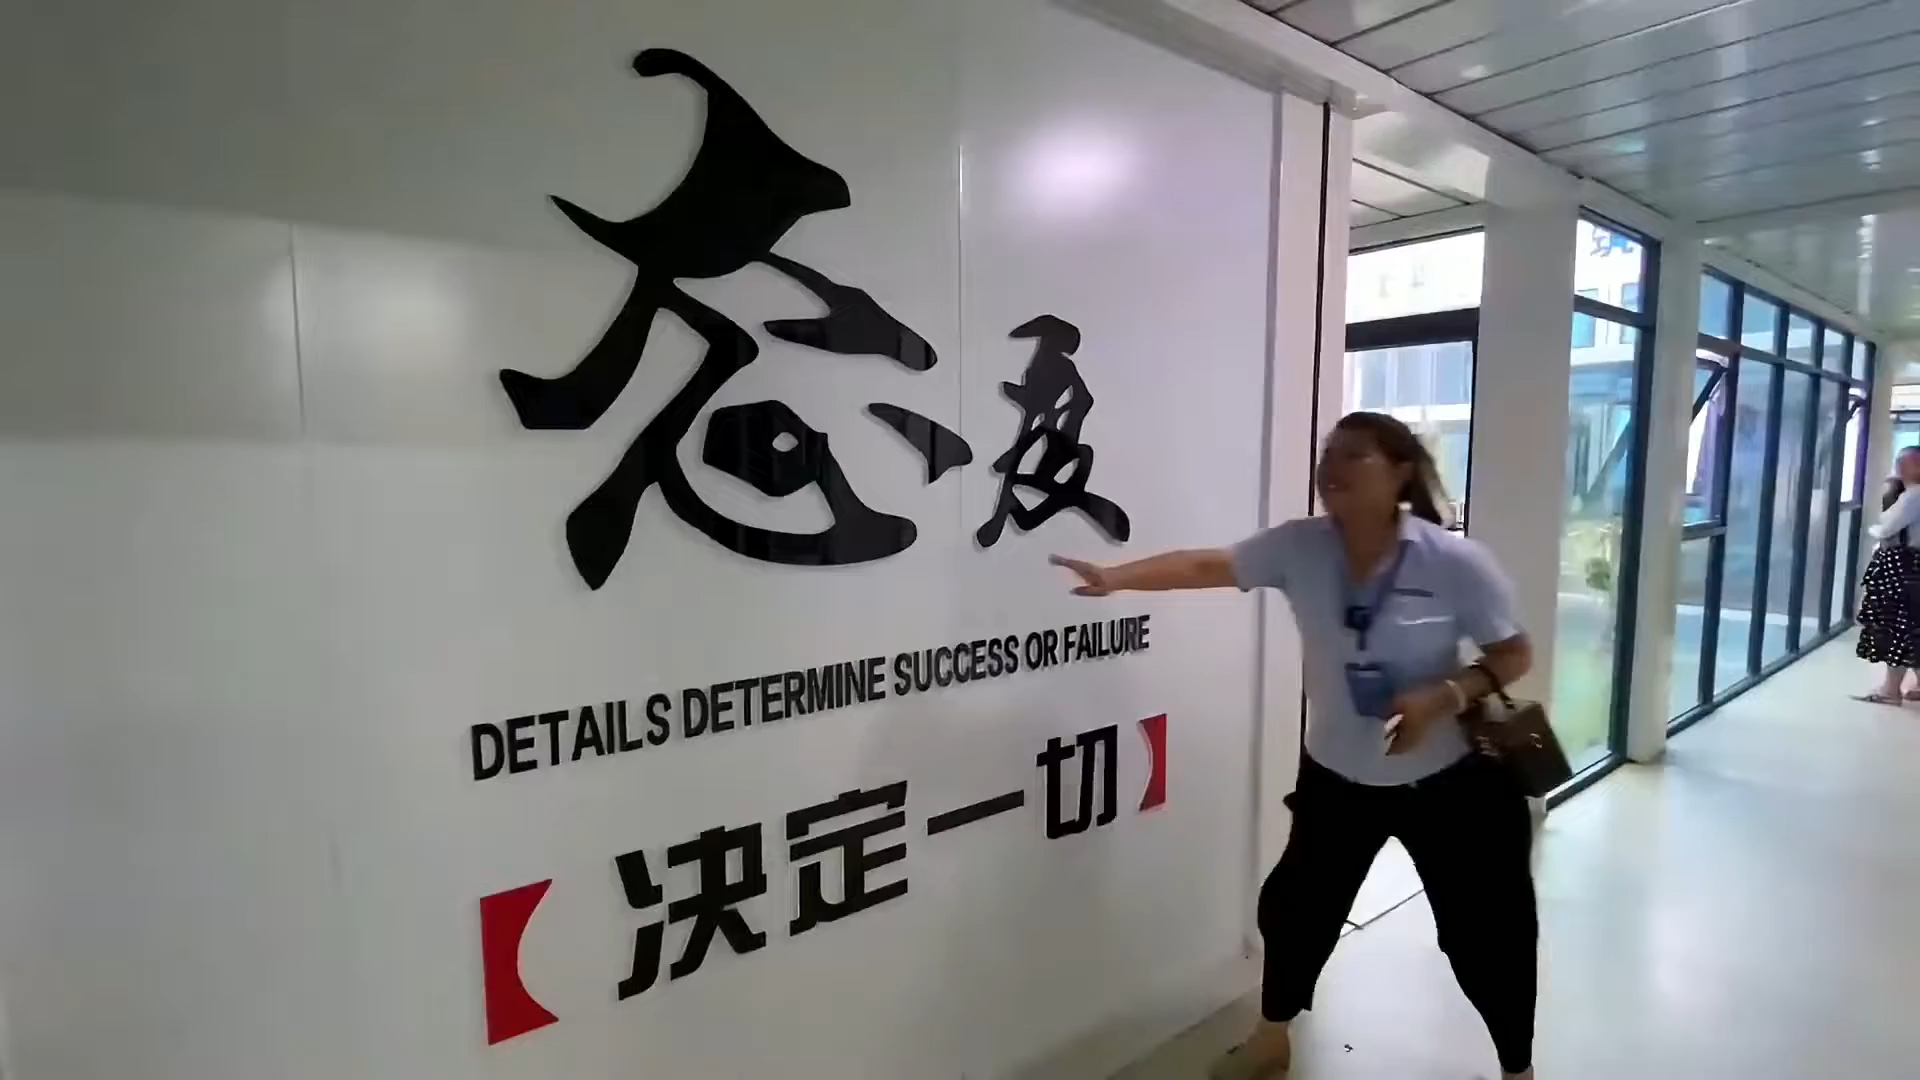 态度
DETAILS DETERMINE SUCCESS OR FAILURE
【决定一切】